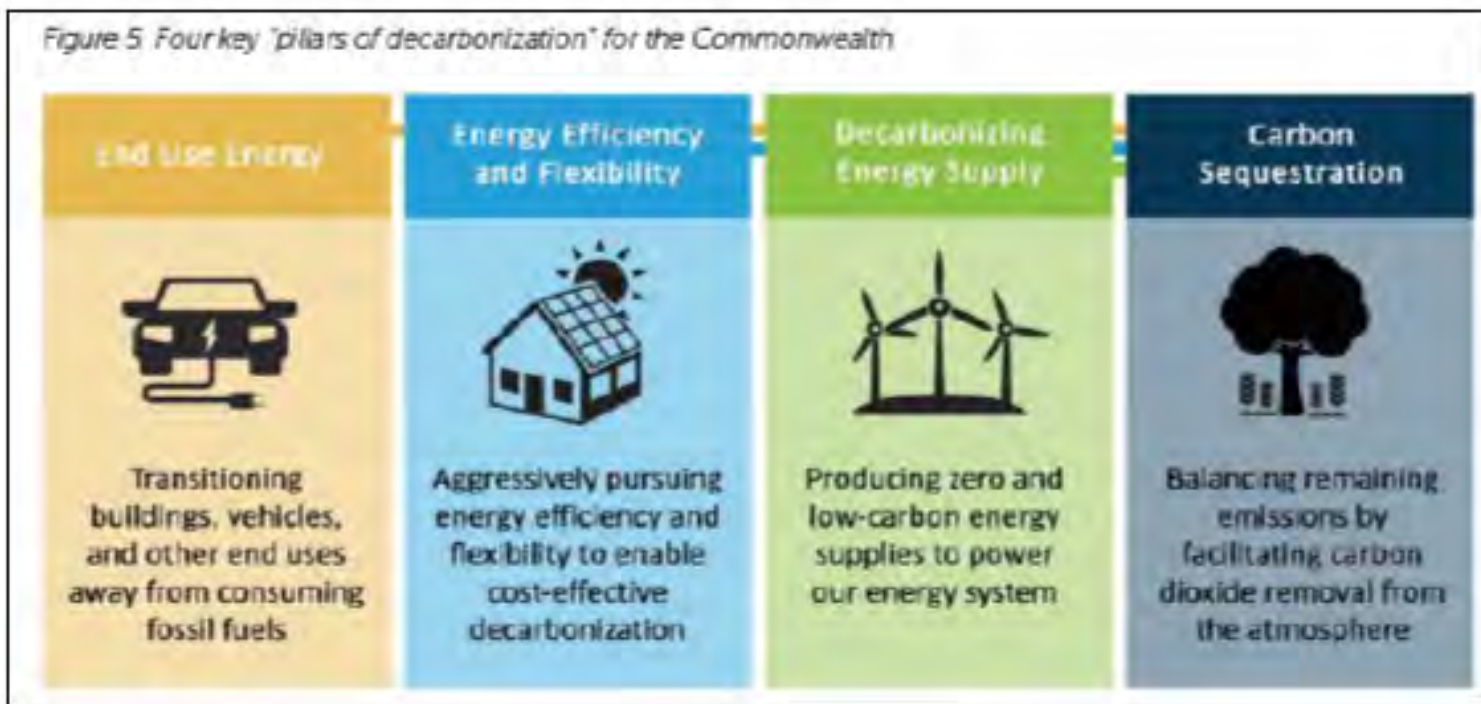 Figure 5. Four key "pillars of decarbonization" for the Commonwealth
End Use Energy
Energy Efficiency
and Flexibility
Decarbonizing
Energy Supply
Carbon
Sequestration
Transitioning
buildings, vehicles,
and other end uses
away from consuming
fossil fuels
Aggressively pursuing
energy efficiency and
flexibility to enable
cost-effective
decarbonization
Producing zero and
low-carbon energy
supplies to power
our energy system
Balancing remaining
emissions by
facilitating carbon
dioxide removal from
the atmosphere